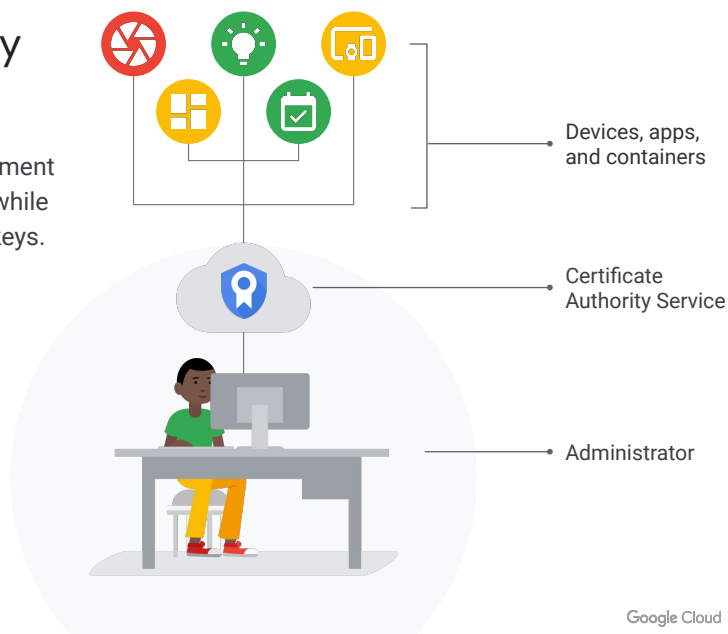 y
ment
while
keys.
Devices, apps,
and containers
Certificate
Authority Service
Administrator
Google Cloud